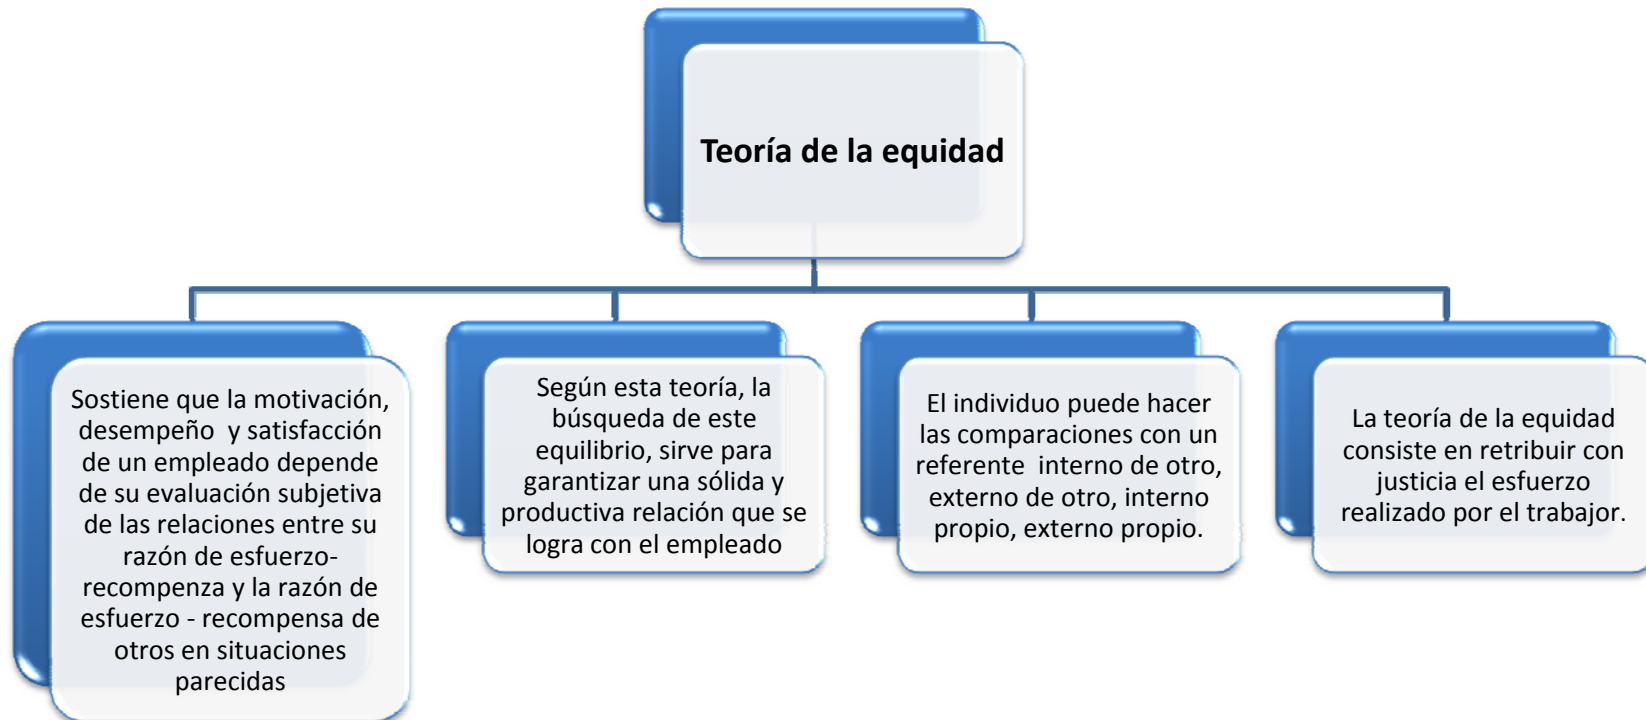 Teoría de la equidad
Sostiene que la motivación,
desempeño y satisfacción
de un empleado depende
de su evaluación subjetiva
de las relaciones entre su
razón de esfuerzo-
recompenza y la razón de
esfuerzo - recompensa de
otros en situaciones
parecidas
Según esta teoría, la
búsqueda de este
equilibrio, sirve para
garantizar una sólida y
productiva relación que se
logra con el empleado
El individuo puede hacer
las comparaciones con un
referente interno de otro,
externo de otro, interno
propio, externo propio.
La teoría de la equidad
consiste en retribuir con
justicia el esfuerzo
realizado por el trabajor.